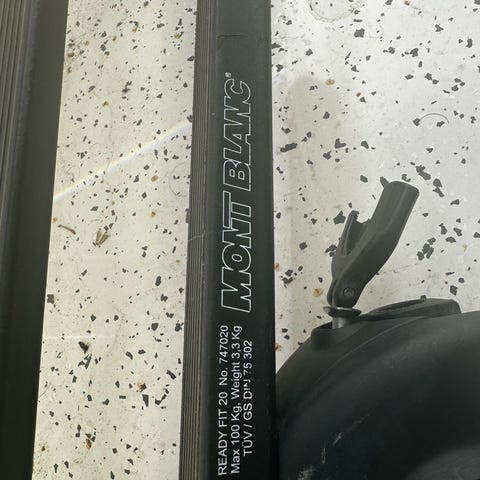 MONT BLANC®
READY FIT 20 No. 747020
Max 100 Kg, Weight 3,3 Kg
TÜV / GS DIN 75 302